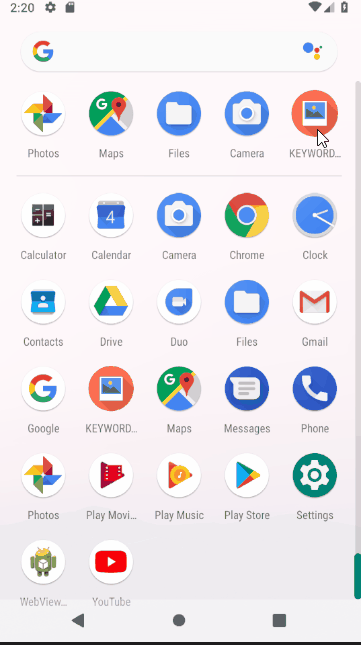 2:20
Photos Maps Files Camera KEYWORD...
Calculator Calendar Camera Chrome Clock
4
Contacts Drive Duo Files Gmail
Google KEYWORD... Maps Messages Phone
Photos Play Movi... Play Music Play Store Settings
WebView... YouTube